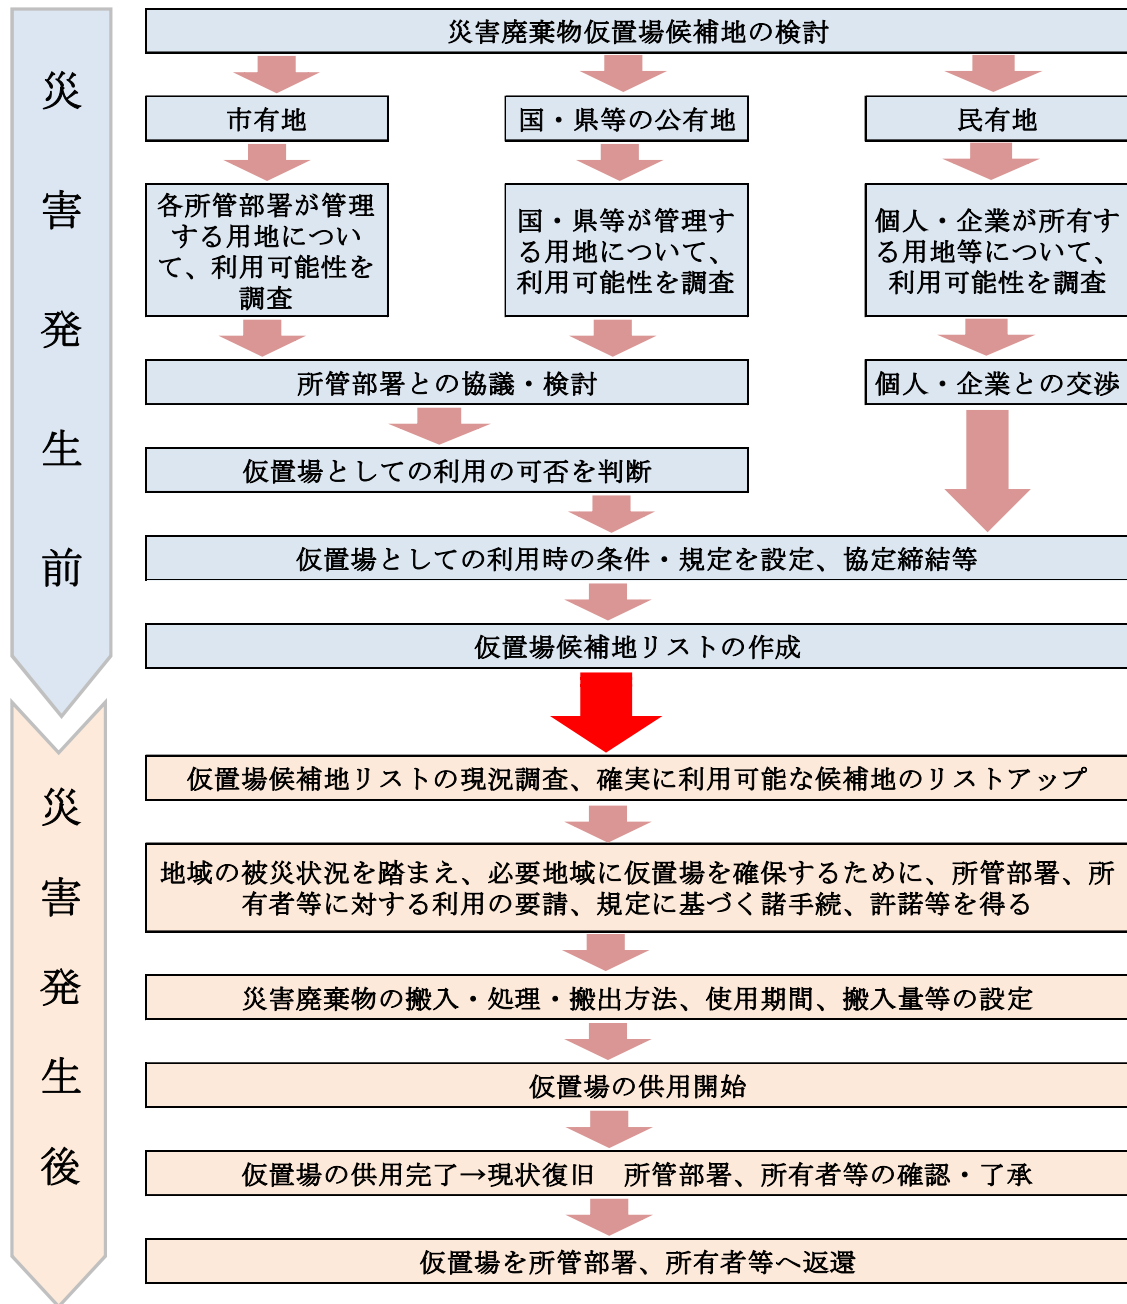 災害発生前
災害廃棄物仮置場候補地の検討
市有地
国・県等の公有地
民有地
各所管部署が管理
する用地につい
て、利用可能性を
調査
国・県等が管理す
る用地について、
利用可能性を調査
個人・企業が所有す
る用地等について、
利用可能性を調査
所管部署との協議・検討
個人・企業との交渉
仮置場としての利用の可否を判断
仮置場としての利用時の条件・規定を設定、協定締結等
仮置場候補地リストの作成
災害発生後
仮置場候補地リストの現況調査、確実に利用可能な候補地のリストアップ
地域の被災状況を踏まえ、必要地域に仮置場を確保するために、所管部署、所
有者等に対する利用の要請、規定に基づく諸手続、許諾等を得る
災害廃棄物の搬入・処理・搬出方法、使用期間、搬入量等の設定
仮置場の供用開始
仮置場の供用完了→現状復旧　所管部署、所有者等の確認・了承
仮置場を所管部署、所有者等へ返還